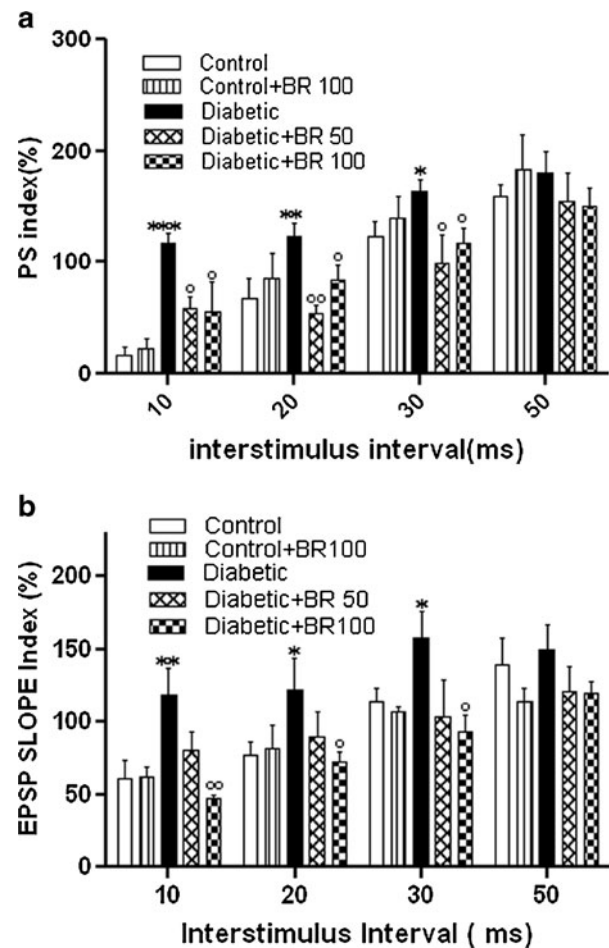 a
300
200
100
0
PS index(%)
Control
Control+BR 100
Diabetic
Diabetic+BR 50
Diabetic+BR 100
***
**
*
○
○
○○
○
○
○
10
20
30
50
interstimulus interval(ms)
b
200
150
100
50
0
EPSP SLOPE Index (%)
Control
Control+BR100
Diabetic
Diabetic+BR 50
Diabetic+BR100
**
*
*
○○
○
○
10
20
30
50
Interstimulus Interval ( ms)